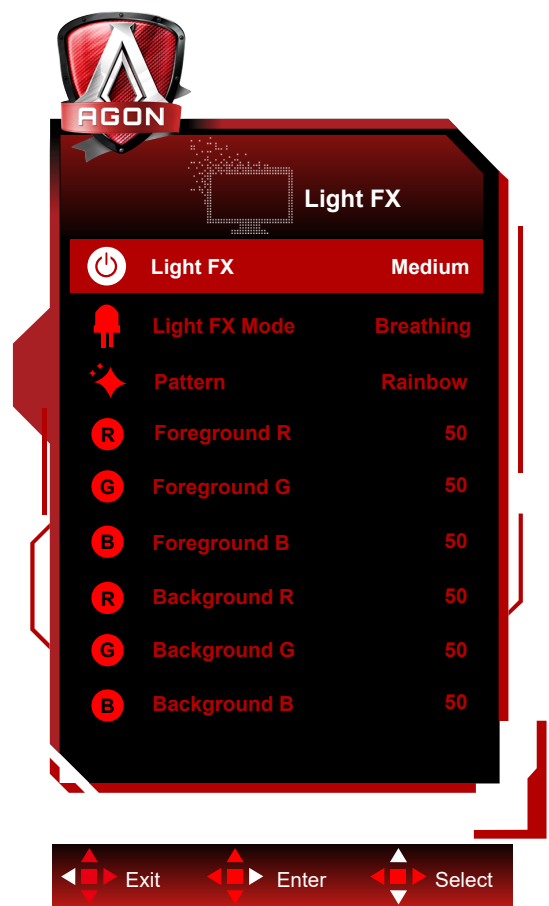 AGON
Light FX
Light FX Medium
Light FX Mode Breathing
Pattern Rainbow
R Foreground R 50
G Foreground G 50
B Foreground B 50
R Background R 50
G Background G 50
B Background B 50
Exit Enter Select